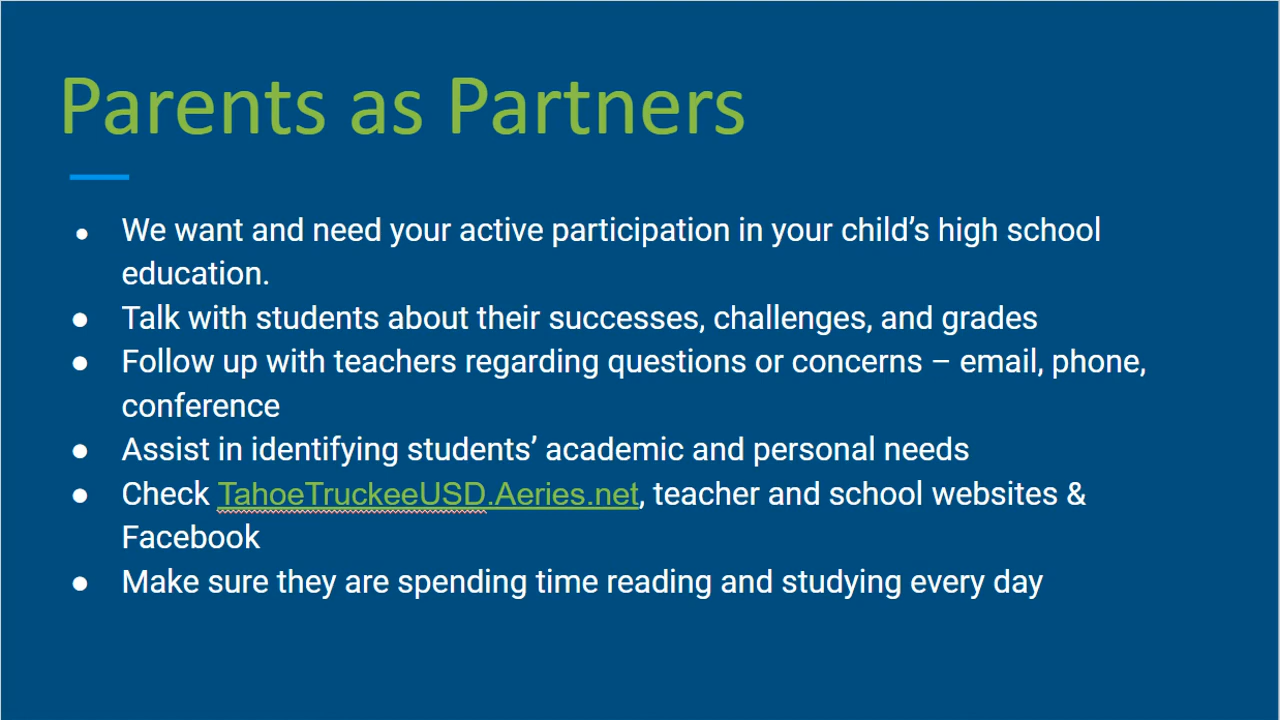 Parents as Partners
● We want and need your active participation in your child’s high school
education.
● Talk with students about their successes, challenges, and grades
● Follow up with teachers regarding questions or concerns – email, phone,
conference
● Assist in identifying students’ academic and personal needs
● Check TahoeTruckeeUSD.Aeries.net, teacher and school websites &
Facebook
● Make sure they are spending time reading and studying every day